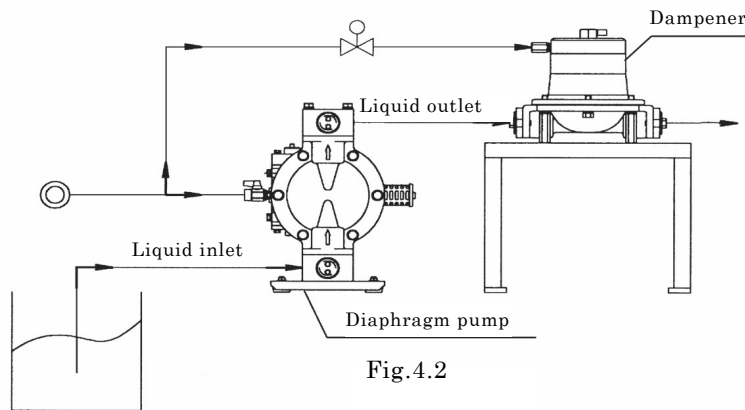 Dampener
Liquid outlet
Liquid inlet
Diaphragm pump
Fig.4.2